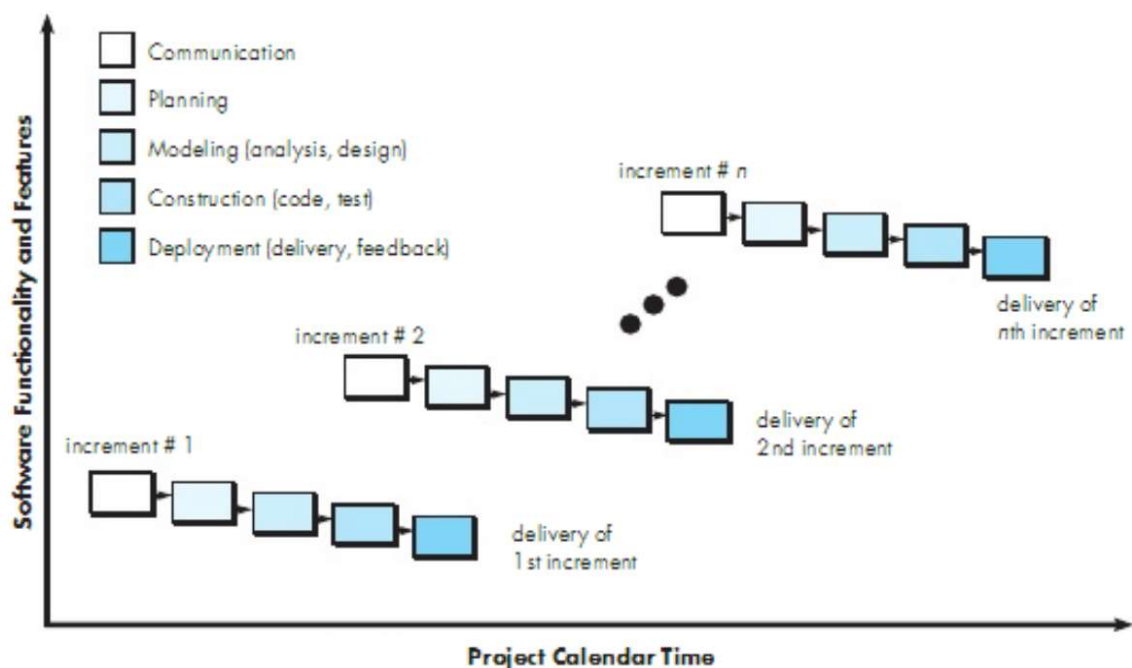 Software Functionality and Features
Communication
Planning
Modeling (analysis, design)
Construction (code, test)
Deployment (delivery, feedback)
increment # n
delivery of
nth increment
increment # 2
delivery of
2nd increment
increment # 1
delivery of
1st increment
Project Calendar Time